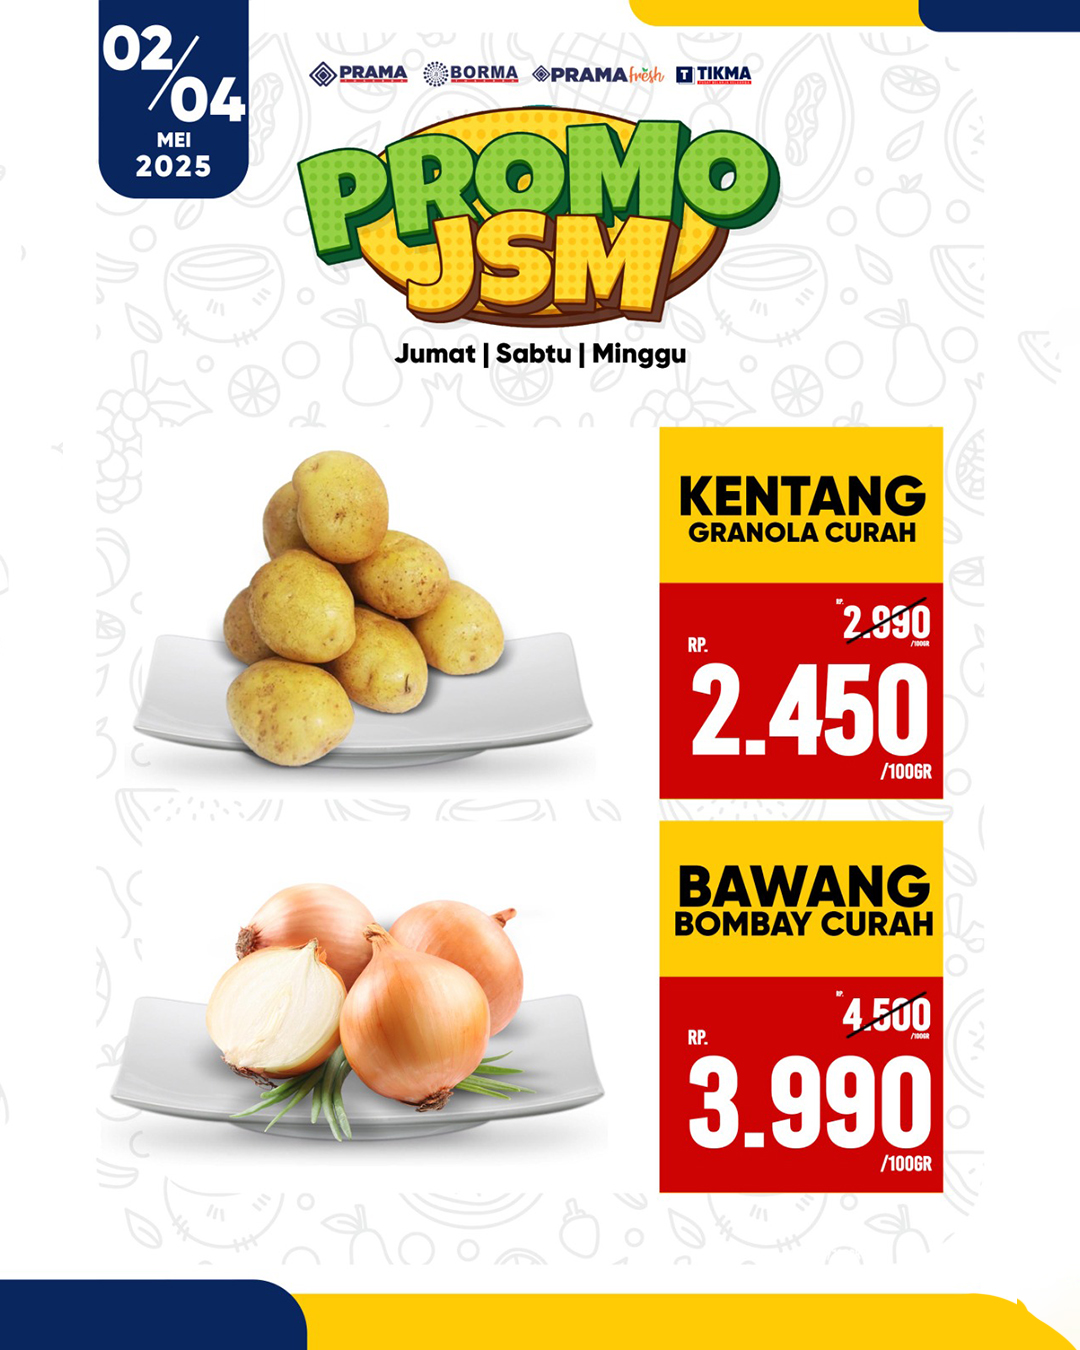 02/04
MEI
2025
PRAMA BORMA PRAMA fresh TIKMA
PROMO
JSM
Jumat | Sabtu | Minggu
KENTANG
GRANOLA CURAH
RP. 2.890 /100GR
RP. 2.450
/100GR
BAWANG
BOMBAY CURAH
RP. 4.500 /100GR
RP. 3.990
/100GR